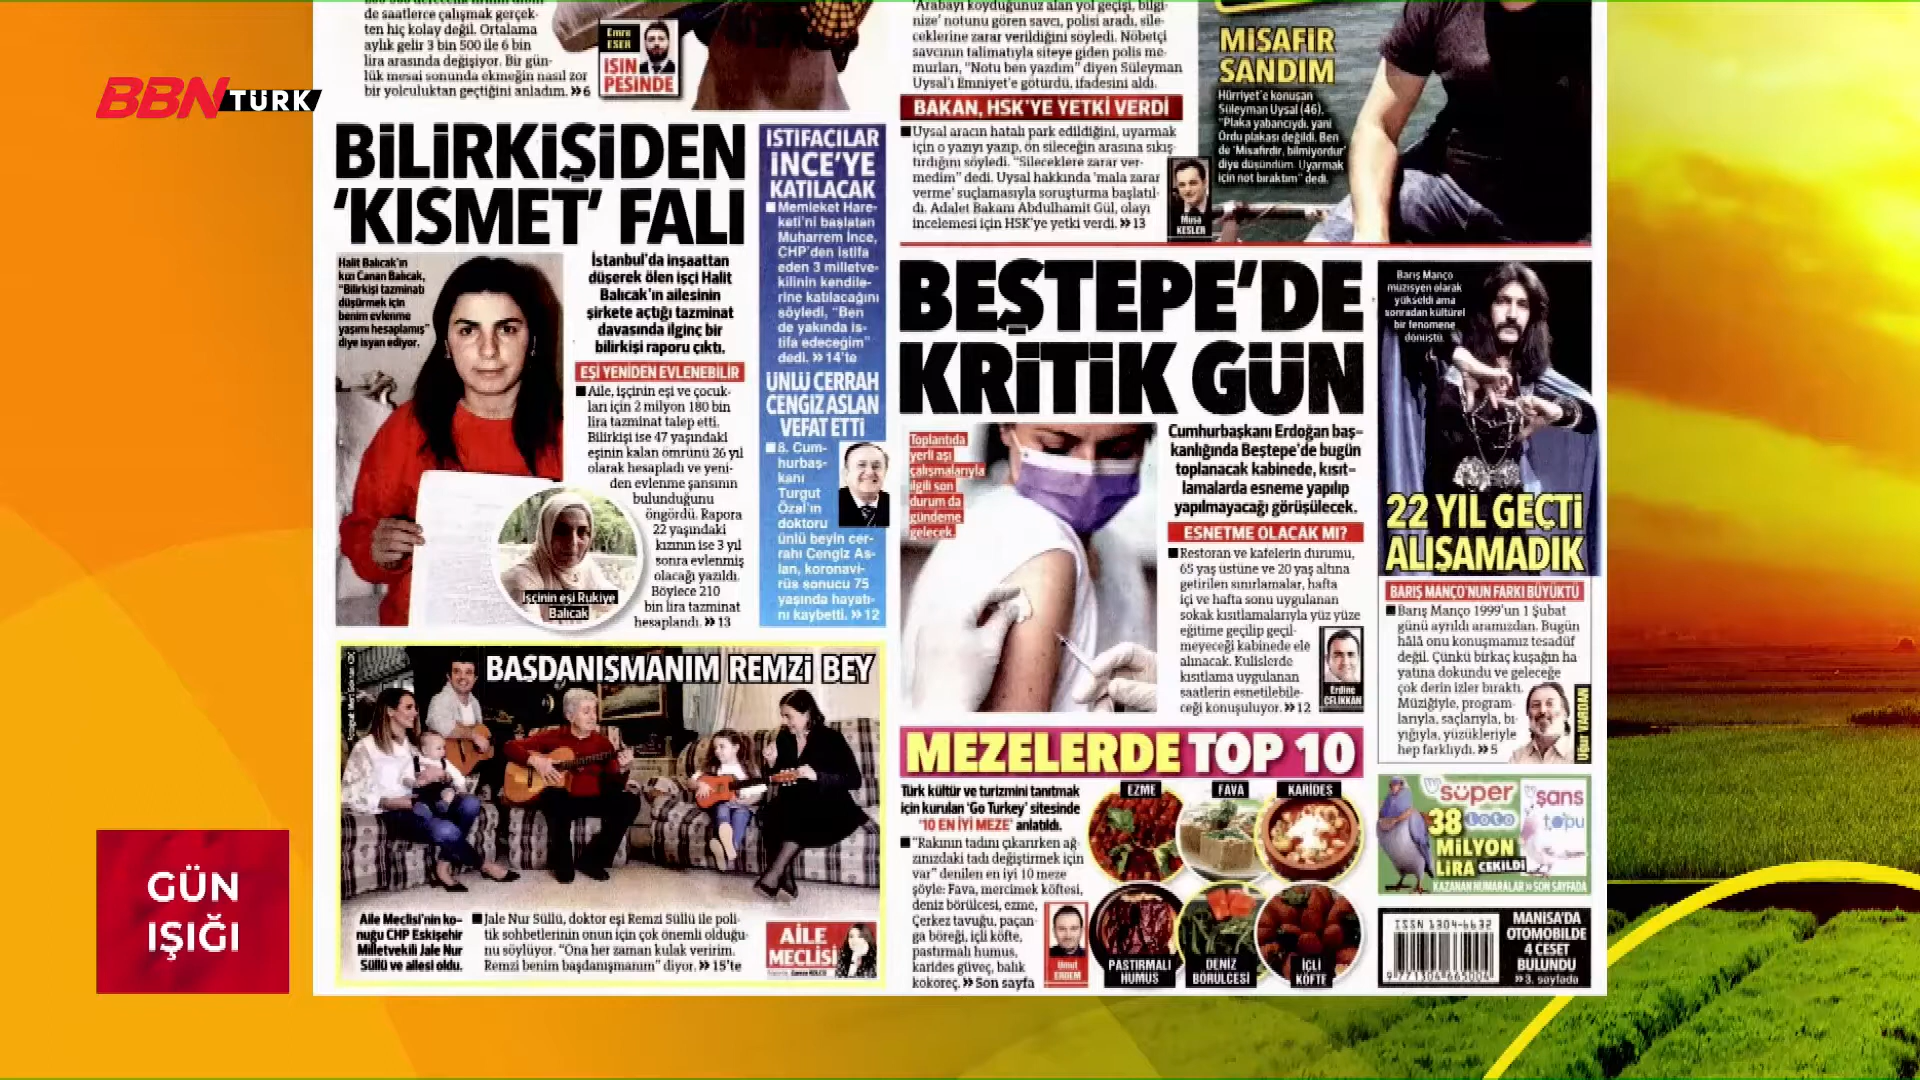 BBN TÜRK
de saatlerce çalışmak gerçek-
ten hiç kolay değil. Ortalama
aylık gelir 3 bin 500 ile 6 bin
lira arasında değişiyor. Bir gün-
lük mesai sonunda ekmeğin nasıl zor
bir yolculuktan geçtiğini anladım. »6
Emre
ESER
İŞİN
PEŞİNDE
'Arabayı koyduğunuz alan yol geçişi, bilgi-
nize' notunu gören savcı, polisi aradı, sile-
ceklerine zarar verildiğini söyledi. Nöbetçi
savcının talimatıyla siteye giden polis me-
murları, "Notu ben yazdım" diyen Süleyman
Uysal'ı Emniyet'e götürdü, ifadesini aldı.
BAKAN, HSK'YE YETKİ VERDİ
Uysal aracın hatalı park edildiğini, uyarmak
için o yazıyı yazıp, ön sileceğin arasına sıkış-
tırdığını söyledi. "Sileceklere zarar ver-
medim" dedi. Uysal hakkında 'mala zarar
verme' suçlamasıyla soruşturma başlatıl-
dı. Adalet Bakanı Abdulhamit Gül, olayı
incelemesi için HSK'ye yetki verdi. »13
Musa
KESLER
MİSAFİR
SANDIM
Hürriyet'e konuşan
Süleyman Uysal (46),
"Plaka yabancıydı, yani
Ordu plakası değildi. Ben
de 'Misafirdir, bilmiyordur'
diye düşündüm. Uyarmak
için not bıraktım" dedi.
BİLİRKİŞİDEN
'KISMET' FALI
Halit Balıcak'ın
kızı Canan Balıcak,
"Bilirkişi tazminatı
düşürmek için
benim evlenme
yaşımı hesaplamış"
diye isyan ediyor.
İstanbul'da inşaattan
düşerek ölen işçi Halit
Balıcak'ın ailesinin
şirkete açtığı tazminat
davasında ilginç bir
bilirkişi raporu çıktı.
EŞİ YENİDEN EVLENEBİLİR
Aile, işçinin eşi ve çocuk-
ları için 2 milyon 180 bin
lira tazminat talep etti.
Bilirkişi ise 47 yaşındaki
eşinin kalan ömrünü 26 yıl
olarak hesapladı ve yeni-
den evlenme şansının
bulunduğunu
öngördü. Rapora
22 yaşındaki
kızının ise 3 yıl
sonra evlenmiş
olacağı yazıldı.
Böylece 210
bin lira tazminat
hesaplandı. »13
İşçinin eşi Rukiye
Balıcak
İSTİFACILAR
İNCE'YE
KATILACAK
Memleket Hare-
keti'ni başlatan
Muharrem İnce,
CHP'den istifa
eden 3 milletve-
kilinin kendile-
rine katılacağını
söyledi, "Ben
de yakında is-
tifa edeceğim"
dedi. »14'te
ÜNLÜ CERRAH
CENGİZ ASLAN
VEFAT ETTİ
8. Cum-
hurbaş-
kanı
Turgut
Özal'ın
doktoru
ünlü beyin cer-
rahı Cengiz As-
lan, koronavi-
rüs sonucu 75
yaşında hayatı-
nı kaybetti. »12
BEŞTEPE'DE
KRİTİK GÜN
Toplantıda
yerli aşı
çalışmalarıyla
ilgili son
durum da
gündeme
gelecek.
Cumhurbaşkanı Erdoğan baş-
kanlığında Beştepe'de bugün
toplanacak kabinede, kısıt-
lamalarda esneme yapılıp
yapılmayacağı görüşülecek.
ESNETME OLACAK MI?
Restoran ve kafelerin durumu,
65 yaş üstüne ve 20 yaş altına
getirilen sınırlamalar, hafta
içi ve hafta sonu uygulanan
sokak kısıtlamalarıyla yüz yüze
eğitime geçilip geçil-
meyeceği kabinede ele
alınacak. Kulislerde
kısıtlama uygulanan
saatlerin esnetilebile-
ceği konuşuluyor. »12
Erdinç
ÇELİKKAN
Barış Manço
müzisyen olarak
yükseldi ama
sonradan kültürel
bir fenomene
dönüştü.
22 YIL GEÇTİ
ALIŞAMADIK
BARIŞ MANÇO'NUN FARKI BÜYÜKTÜ
Barış Manço 1999'un 1 Şubat
günü ayrıldı aramızdan. Bugün
hâlâ onu konuşmamız tesadüf
değil. Çünkü birkaç kuşağın ha-
yatına dokundu ve geleceğe
çok derin izler bıraktı.
Müziğiyle, program-
larıyla, saçlarıyla, bı-
yığıyla, yüzükleriyle
hep farklıydı. »5
Uğur VARDAN
BAŞDANIŞMANIM REMZİ BEY
Aile Meclisi'nin ko-
nuğu CHP Eskişehir
Milletvekili Jale Nur
Süllü ve ailesi oldu.
Jale Nur Süllü, doktor eşi Remzi Süllü ile poli-
tik sohbetlerinin onun için çok önemli olduğu-
nu söylüyor. "Ona her zaman kulak veririm.
Remzi benim başdanışmanım" diyor. »15'te
AİLE
MECLİSİ
MEZELERDE TOP 10
Türk kültür ve turizmini tanıtmak
için kurulan 'Go Turkey' sitesinde
'10 EN İYİ MEZE' anlatıldı.
"Rakının tadını çıkarırken ağ-
zınızdaki tadı değiştirmek için
var" denilen en iyi 10 meze
şöyle: Fava, mercimek köftesi,
deniz börülcesi, ezme,
Çerkez tavuğu, paçan-
ga böreği, içli köfte,
pastırmalı humus,
karides güveç, balık
kokoreç. »Son sayfa
Umut
ERDEM
EZME
FAVA
KARİDES
PASTIRMALI
HUMUS
DENİZ
BÖRÜLCESİ
İÇLİ
KÖFTE
süper
loto
38
MİLYON
LİRA ÇEKİLDİ
şans
topu
KAZANAN NUMARALAR »SON SAYFADA
ISSN 1304-6632
9 771304 663004
MANİSA'DA
OTOMOBİLDE
4 CESET
BULUNDU
»3. sayfada
GÜN
IŞIĞI